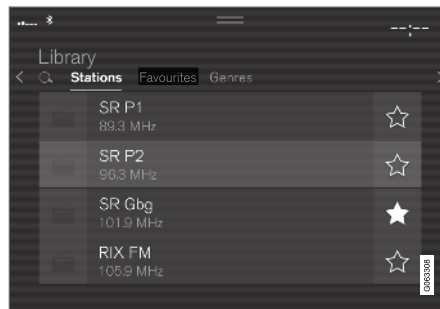 --:--
Library
Stations Favourites Genres
SR P1
89.3 MHz
SR P2
96.3 MHz
SR Gbg
101.9 MHz
RIX FM
105.9 MHz
G063308